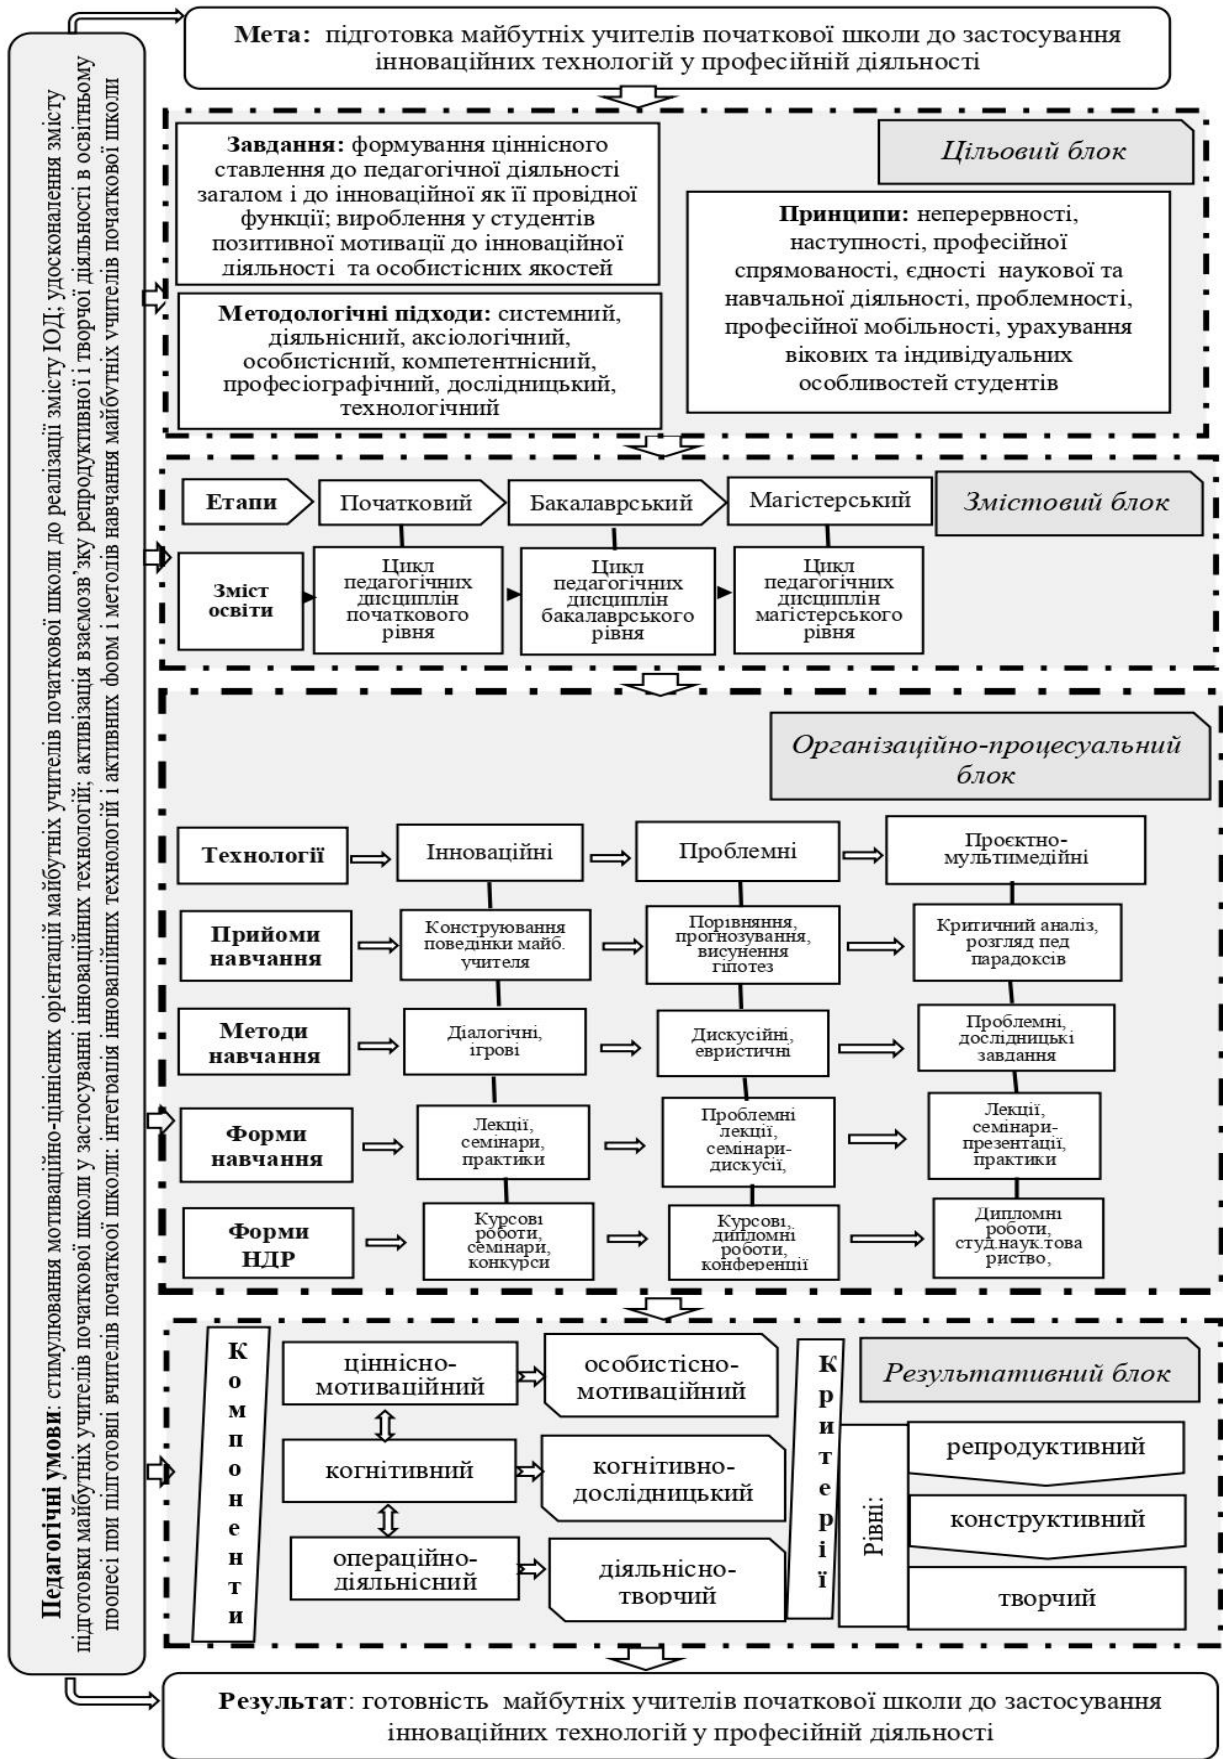 Педагогічні умови: стимулювання мотиваційно-ціннісних орієнтацій майбутніх учителів початкової школи до реалізації змісту ІОД; удосконалення змісту
підготовки майбутніх учителів початкової школи у застосуванні інноваційних технологій; активізація взаємозв’язку репродуктивної і творчої діяльності в освітньому
процесі при підготовці вчителів початкої школи; інтеграція інноваційних технологій і активних форм і методів навчання майбутніх учителів початкової школи
Мета: підготовка майбутніх учителів початкової школи до застосування
інноваційних технологій у професійній діяльності
Цільовий блок
Завдання: формування ціннісного
ставлення до педагогічної діяльності
загалом і до інноваційної як її провідної
функції; вироблення у студентів
позитивної мотивації до інноваційної
діяльності та особистісних якостей
Принципи: неперервності,
наступності, професійної
спрямованості, єдності наукової та
навчальної діяльності, проблемності,
професійної мобільності, урахування
вікових та індивідуальних
особливостей студентів
Методологічні підходи: системний,
діяльнісний, аксіологічний,
особистісний, компетентнісний,
професіографічний, дослідницький,
технологічний
Змістовий блок
Етапи
Початковий
Бакалаврський
Магістерський
Зміст
освіти
Цикл
педагогічних
дисциплін
початкового
рівня
Цикл
педагогічних
дисциплін
бакалаврського
рівня
Цикл
педагогічних
дисциплін
магістерського
рівня
Організаційно-процесуальний
блок
Технології
Інноваційні
Проблемні
Проєктно-
мультимедійні
Прийоми
навчання
Конструювання
поведінки майб.
учителя
Порівняння,
прогнозування,
висунення
гіпотез
Критичний аналіз,
розгляд пед
парадоксів
Методи
навчання
Діалогічні,
ігрові
Дискусійні,
евристичні
Проблемні,
дослідницькі
завдання
Форми
навчання
Лекції,
семінари,
практики
Проблемні
лекції,
семінари-
дискусії,
Лекції,
семінари-
презентації,
практики
Форми
НДР
Курсові
роботи,
семінари,
конкурси
Курсові,
дипломні
роботи,
конференції
Дипломні
роботи,
студ.наук.това
риство,
Результативний блок
Компоненти
ціннісно-
мотиваційний
когнітивний
операційно-
діяльнісний
особистісно-
мотиваційний
когнітивно-
дослідницький
діяльнісно-
творчий
Критерії
Рівні:
репродуктивний
конструктивний
творчий
Результат: готовність майбутніх учителів початкової школи до застосування
інноваційних технологій у професійній діяльності